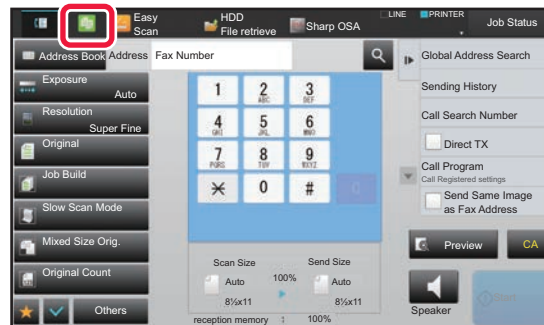 Easy
Scan
HDD
File retrieve
Sharp OSA
LINE
PRINTER
Job Status
Address Book
Address
Fax Number
Global Address Search
Exposure
Auto
Sending History
Resolution
Super Fine
Call Search Number
Original
Direct TX
Job Build
Call Program
Call Registered settings
Slow Scan Mode
Send Same Image
as Fax Address
Mixed Size Orig.
Preview
CA
Original Count
Others
1
2
ABC
3
DEF
4
GHI
5
JKL
6
MNO
7
PQRS
8
TUV
9
WXYZ
0
#
Scan Size
Send Size
Auto
100%
Auto
8½x11
8½x11
reception memory : 100%
Speaker
Start